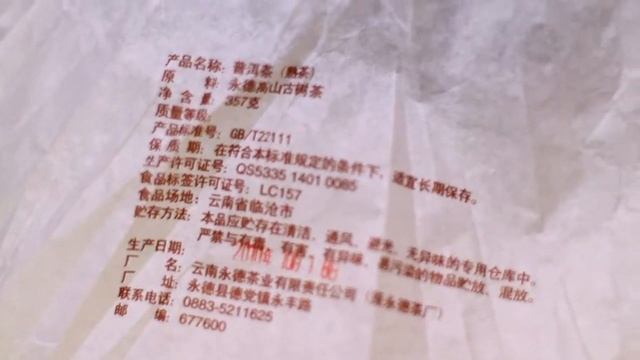 产品名称：普洱茶（熟茶）
原　　料：永德高山古树茶
净 含 量：357克
质量等级：
产品标准号：GB/T22111
保 质 期：在符合本标准规定的条件下，适宜长期保存。
生产许可证号：QS5335 1401 0085
食品标签许可证号：LC157
食品场地：云南省临沧市
贮存方法：本品应贮存在清洁、通风、避光、无异味的专用仓库中。
严禁与有毒、有害、有异味、易污染的物品贮放、混放。
生产日期：
厂　　名：云南永德茶业有限责任公司（原永德茶厂）
厂　　址：永德县德党镇永丰路
联系电话：0883-5211625
邮　　编：677600